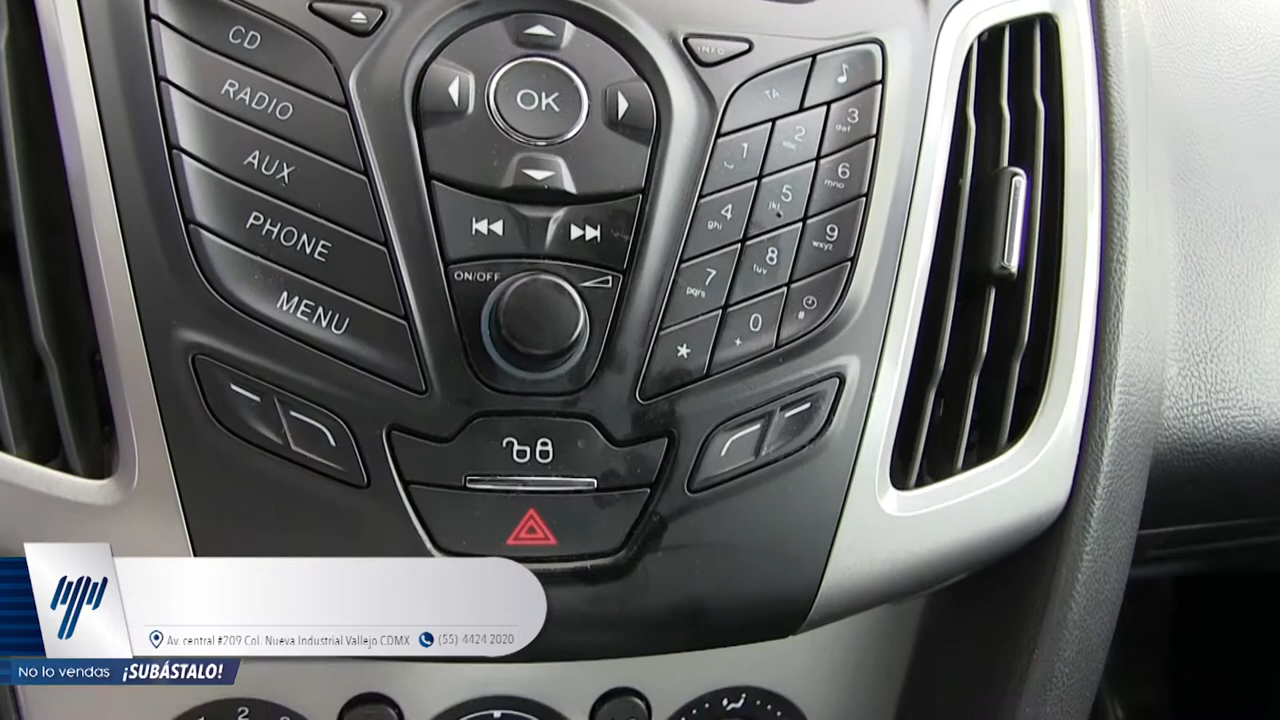 CD
RADIO
AUX
PHONE
MENU
OK
ON/OFF
INFO
TA
1
2 abc
3 def
4 ghi
5 jkl
6 mno
7 pqrs
8 tuv
9 wxyz
*
0 +
#
Av. central #209 Col. Nueva Industrial Vallejo CDMX
(55) 4424 2020
No lo vendas ¡SUBÁSTALO!
2